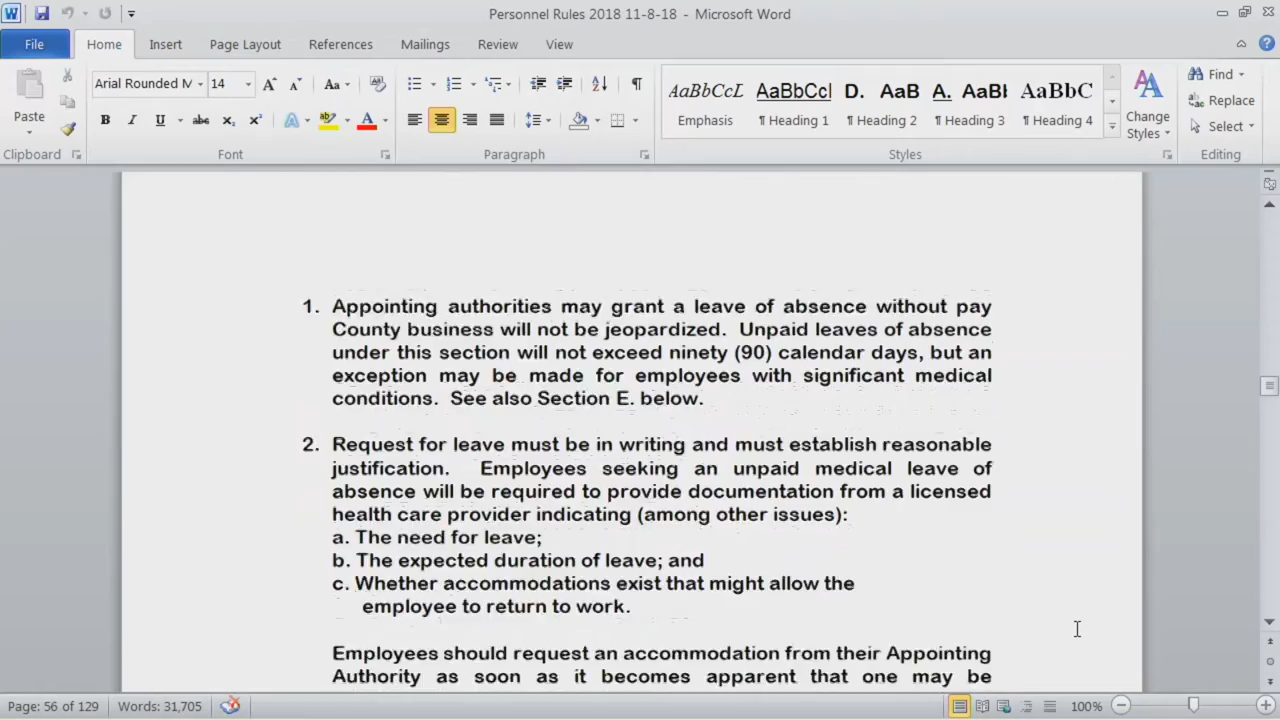 Personnel Rules 2018 11-8-18 - Microsoft Word
File Home Insert Page Layout References Mailings Review View
Arial Rounded M 14
Paste
Clipboard Font Paragraph Styles Editing
AaBbCcL AaBbCcI D. AaB A. AaBb AaBbC
Emphasis ¶ Heading 1 ¶ Heading 2 ¶ Heading 3 ¶ Heading 4
Change
Styles
Find
Replace
Select
1. Appointing authorities may grant a leave of absence without pay
County business will not be jeopardized. Unpaid leaves of absence
under this section will not exceed ninety (90) calendar days, but an
exception may be made for employees with significant medical
conditions. See also Section E. below.
2. Request for leave must be in writing and must establish reasonable
justification. Employees seeking an unpaid medical leave of
absence will be required to provide documentation from a licensed
health care provider indicating (among other issues):
a. The need for leave;
b. The expected duration of leave; and
c. Whether accommodations exist that might allow the
employee to return to work.
Employees should request an accommodation from their Appointing
Authority as soon as it becomes apparent that one may be
Page: 56 of 129 Words: 31,705 100%